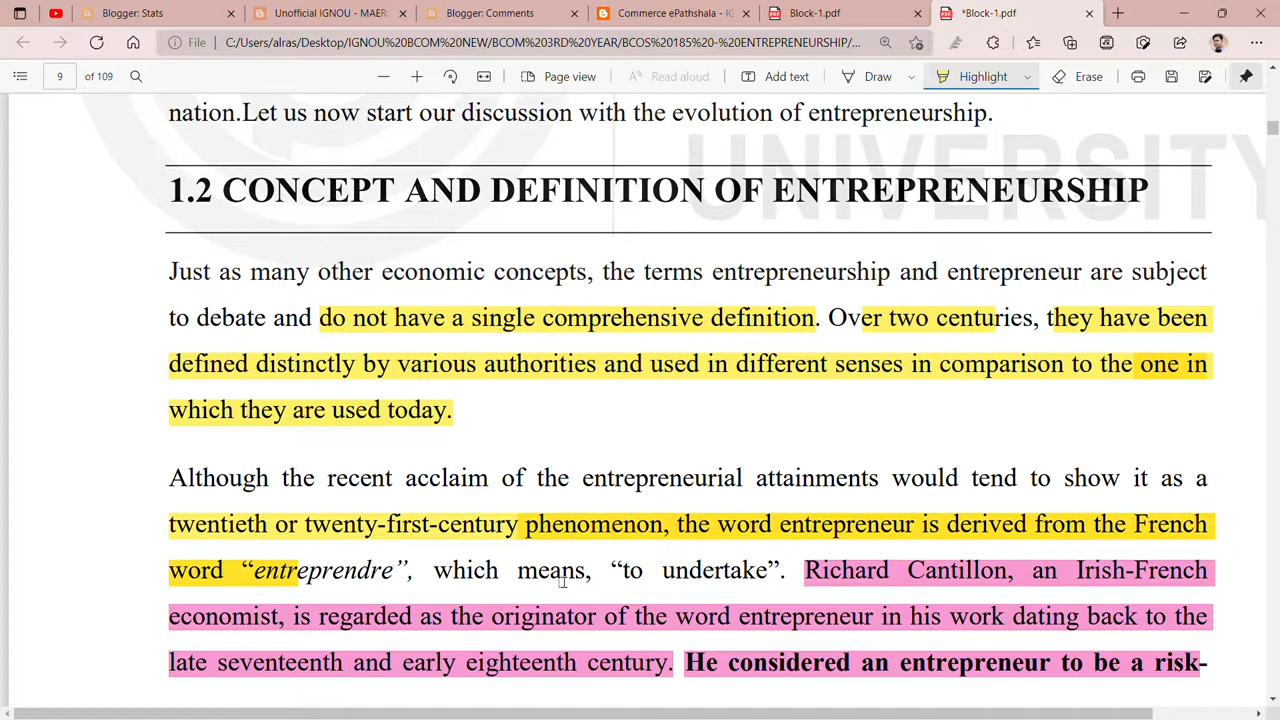 Blogger: Stats
Unofficial IGNOU - MAER
Blogger: Comments
Commerce ePathshala - IG
Block-1.pdf
*Block-1.pdf
File C:/Users/alras/Desktop/IGNOU%20BCOM%20NEW/BCOM%203RD%20YEAR/BCOS%20185%20-%20ENTREPRENEURSHIP/...
9 of 109 Page view Read aloud Add text Draw Highlight Erase
nation.Let us now start our discussion with the evolution of entrepreneurship.
UNIVERSITY
1.2 CONCEPT AND DEFINITION OF ENTREPRENEURSHIP
Just as many other economic concepts, the terms entrepreneurship and entrepreneur are subject
to debate and do not have a single comprehensive definition. Over two centuries, they have been
defined distinctly by various authorities and used in different senses in comparison to the one in
which they are used today.
Although the recent acclaim of the entrepreneurial attainments would tend to show it as a
twentieth or twenty-first-century phenomenon, the word entrepreneur is derived from the French
word “entreprendre”, which means, “to undertake”. Richard Cantillon, an Irish-French
economist, is regarded as the originator of the word entrepreneur in his work dating back to the
late seventeenth and early eighteenth century. He considered an entrepreneur to be a risk-